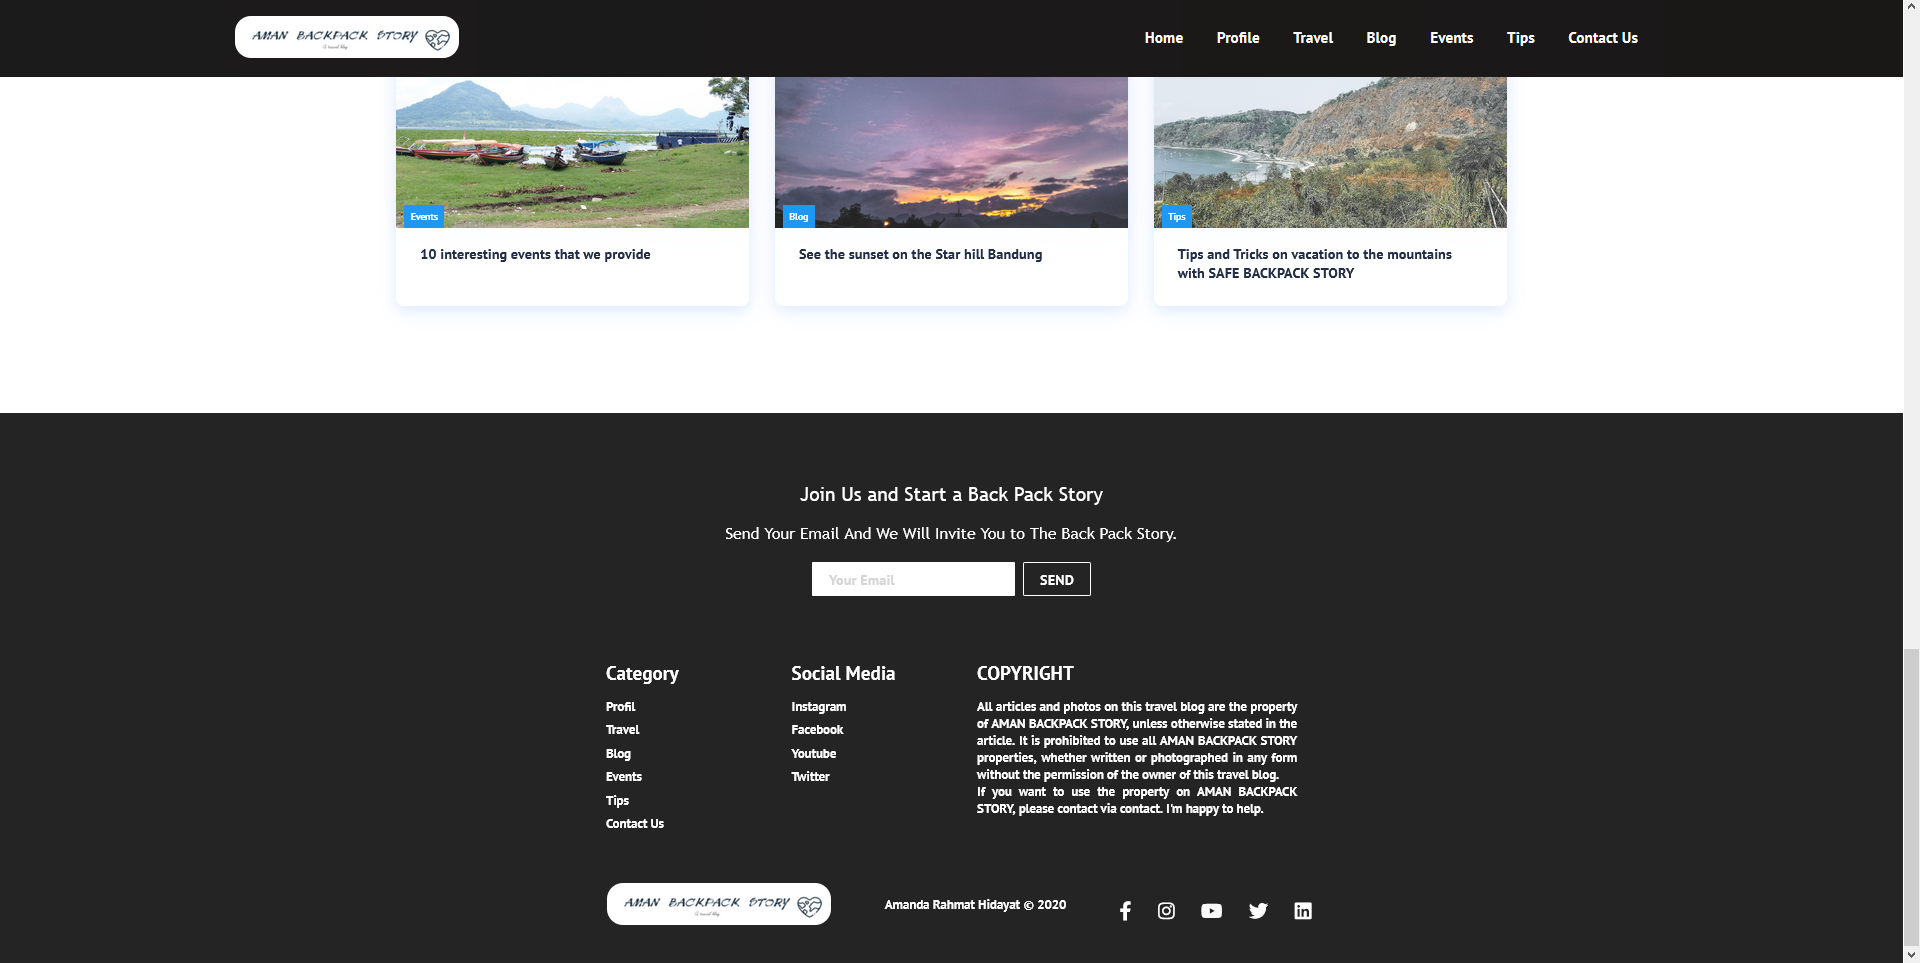 AMAN BACKPACK STORY
A travel blog
Home Profile Travel Blog Events Tips Contact Us
Events
Blog
Tips
10 interesting events that we provide
See the sunset on the Star hill Bandung
Tips and Tricks on vacation to the mountains
with SAFE BACKPACK STORY
Join Us and Start a Back Pack Story
Send Your Email And We Will Invite You to The Back Pack Story.
Your Email
SEND
Category
Profil
Travel
Blog
Events
Tips
Contact Us
Social Media
Instagram
Facebook
Youtube
Twitter
COPYRIGHT
All articles and photos on this travel blog are the property
of AMAN BACKPACK STORY, unless otherwise stated in the
article. It is prohibited to use all AMAN BACKPACK STORY
properties, whether written or photographed in any form
without the permission of the owner of this travel blog.
If you want to use the property on AMAN BACKPACK
STORY, please contact via contact. I'm happy to help.
AMAN BACKPACK STORY
A travel blog
Amanda Rahmat Hidayat © 2020